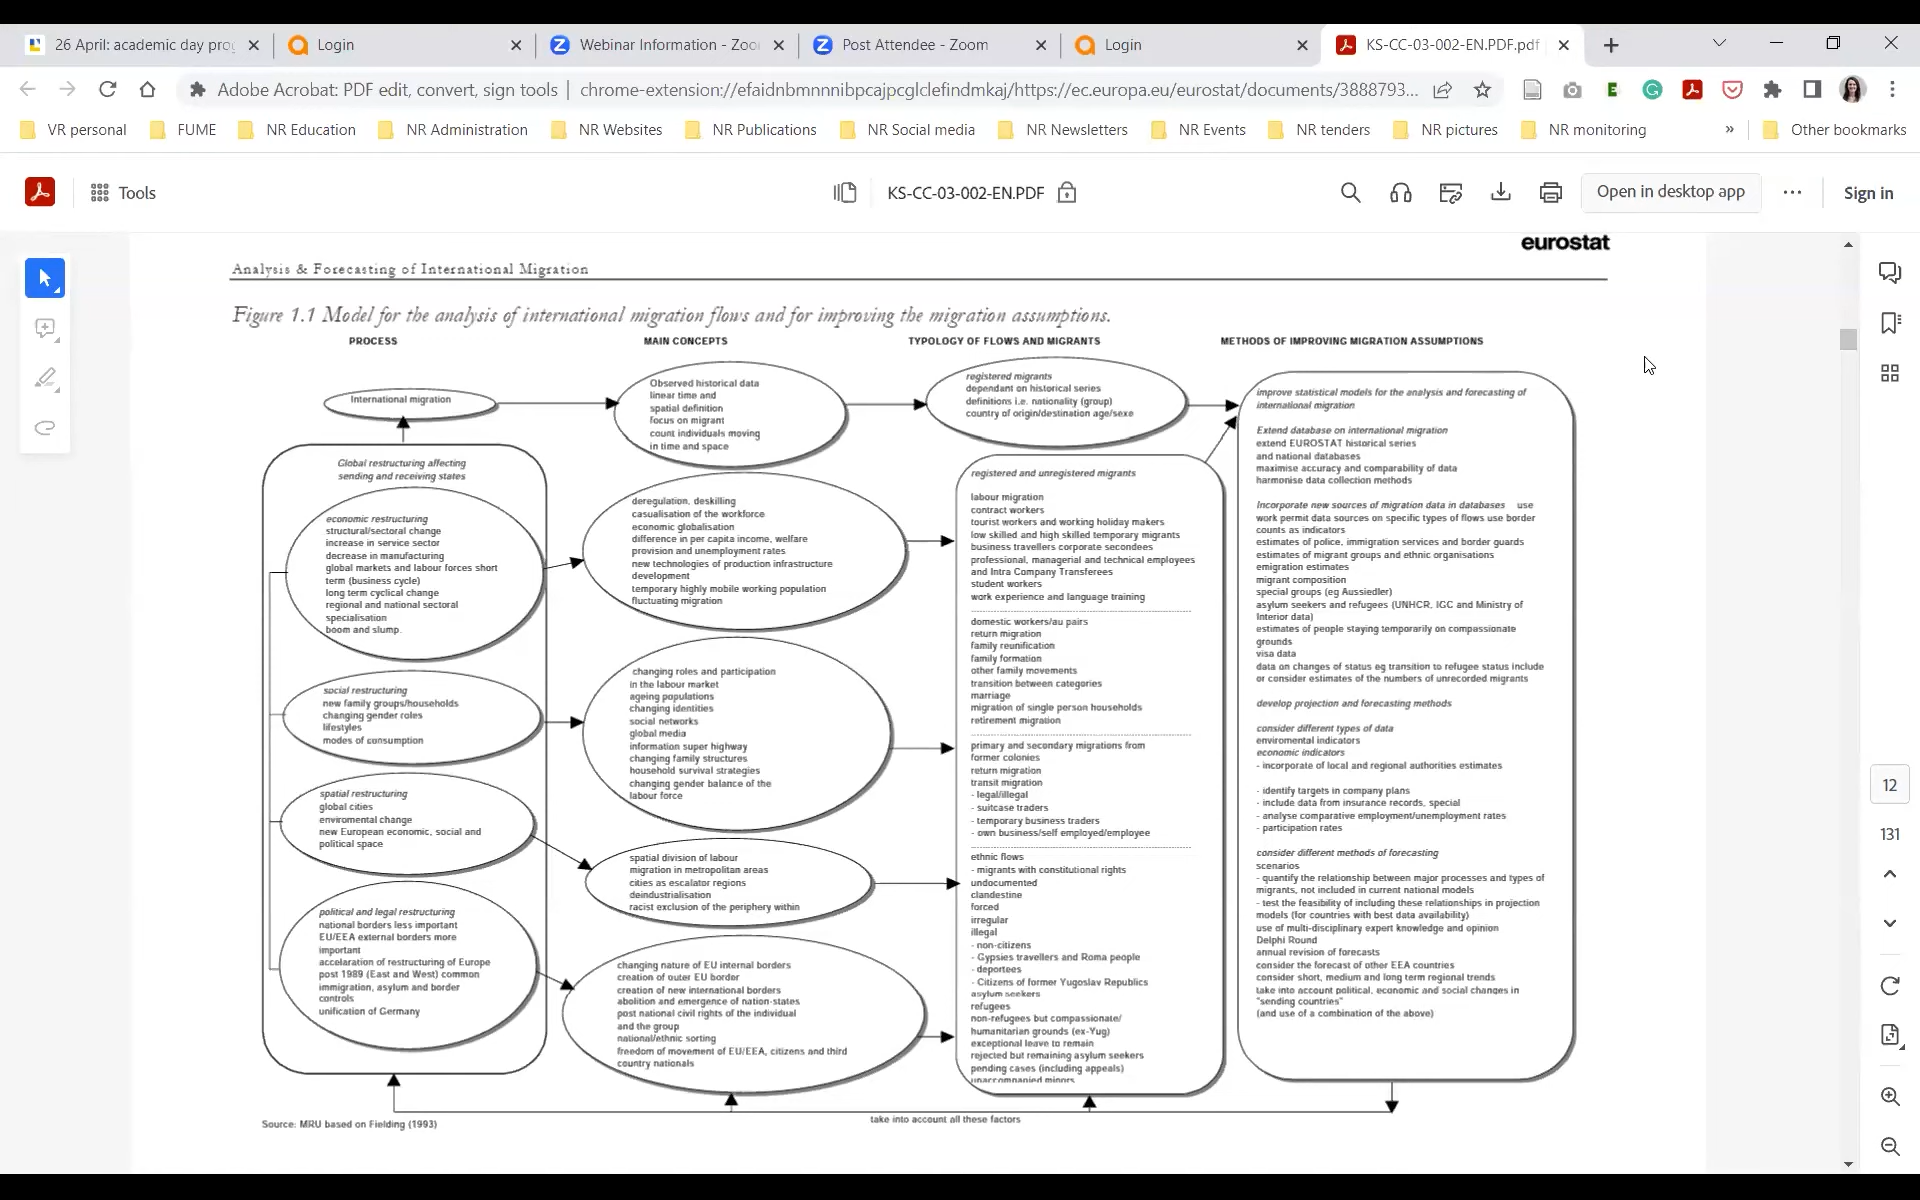 26 April: academic day pro
Login
Webinar Information - Zoo
Post Attendee - Zoom
Login
KS-CC-03-002-EN.PDF.pdf
Adobe Acrobat: PDF edit, convert, sign tools | chrome-extension://efaidnbmnnnibpcajpcglclefindmkaj/https://ec.europa.eu/eurostat/documents/3888793...
VR personal
FUME
NR Education
NR Administration
NR Websites
NR Publications
NR Social media
NR Newsletters
NR Events
NR tenders
NR pictures
NR monitoring
»
Other bookmarks
Tools
KS-CC-03-002-EN.PDF
Open in desktop app
Sign in
eurostat
Analysis & Forecasting of International Migration
Figure 1.1 Model for the analysis of international migration flows and for improving the migration assumptions.
PROCESS
MAIN CONCEPTS
TYPOLOGY OF FLOWS AND MIGRANTS
METHODS OF IMPROVING MIGRATION ASSUMPTIONS
International migration
Global restructuring affecting
sending and receiving states
economic restructuring
structural/sectoral change
increase in service sector
decrease in manufacturing
global markets and labour forces short
term (business cycle)
long term cyclical change
regional and national sectoral
specialisation
boom and slump.
social restructuring
new family groups/households
changing gender roles
lifestyles
modes of consumption
spatial restructuring
global cities
enviromental change
new European economic, social and
political space
political and legal restructuring
national borders less important
EU/EEA external borders more
important
accelaration of restructuring of Europe
post 1989 (East and West) common
immigration, asylum and border
controls
unification of Germany
Observed historical data
linear time and
spatial definition
focus on migrant
count individuals moving
in time and space
deregulation, deskilling
casualisation of the workforce
economic globalisation
difference in per capita income, welfare
provision and unemployment rates
new technologies of production infrastructure
development
temporary highly mobile working population
fluctuating migration
changing roles and participation
in the labour market
ageing populations
changing identities
social networks
global media
information super highway
changing family structures
household survival strategies
changing gender balance of the
labour force
spatial division of labour
migration in metropolitan areas
cities as escalator regions
deindustrialisation
racist exclusion of the periphery within
changing nature of EU internal borders
creation of outer EU border
creation of new international borders
abolition and emergence of nation-states
post national civil rights of the individual
and the group
national/ethnic sorting
freedom of movement of EU/EEA, citizens and third
country nationals
registered migrants
dependant on historical series
definitions i.e. nationality (group)
country of origin/destination age/sexe
registered and unregistered migrants
labour migration
contract workers
tourist workers and working holiday makers
low skilled and high skilled temporary migrants
business travellers corporate secondees
professional, managerial and technical employees
and Intra Company Transferees
student workers
work experience and language training
domestic workers/au pairs
return migration
family reunification
family formation
other family movements
transition between categories
marriage
migration of single person households
retirement migration
primary and secondary migrations from
former colonies
return migration
transit migration
- legal/illegal
- suitcase traders
- temporary business traders
- own business/self employed/employee
ethnic flows
- migrants with constitutional rights
undocumented
clandestine
forced
irregular
illegal
- non-citizens
- Gypsies travellers and Roma people
- deportees
- Citizens of former Yugoslav Republics
asylum seekers
refugees
non-refugees but compassionate/
humanitarian grounds (ex-Yug)
exceptional leave to remain
rejected but remaining asylum seekers
pending cases (including appeals)
unaccompanied minors
improve statistical models for the analysis and forecasting of
international migration
Extend database on international migration
extend EUROSTAT historical series
and national databases
maximise accuracy and comparability of data
harmonise data collection methods
Incorporate new sources of migration data in databases use
work permit data sources on specific types of flows use border
counts as indicators
estimates of police, immigration services and border guards
estimates of migrant groups and ethnic organisations
emigration estimates
migrant composition
special groups (eg Aussiedler)
asylum seekers and refugees (UNHCR, IGC and Ministry of
Interior data)
estimates of people staying temporarily on compassionate
grounds
visa data
data on changes of status eg transition to refugee status include
or consider estimates of the numbers of unrecorded migrants
develop projection and forecasting methods
consider different types of data
enviromental indicators
economic indicators
- incorporate of local and regional authorities estimates
- identify targets in company plans
- include data from insurance records, special
- analyse comparative employment/unemployment rates
- participation rates
consider different methods of forecasting
scenarios
- quantify the relationship between major processes and types of
migrants, not included in current national models
- test the feasibility of including these relationships in projection
models (for countries with best data availability)
use of multi-disciplinary expert knowledge and opinion
Delphi Round
annual revision of forecasts
consider the forecast of other EEA countries
consider short, medium and long term regional trends
take into account political, economic and social changes in
"sending countries"
(and use of a combination of the above)
take into account all these factors
Source: MRU based on Fielding (1993)
12
131